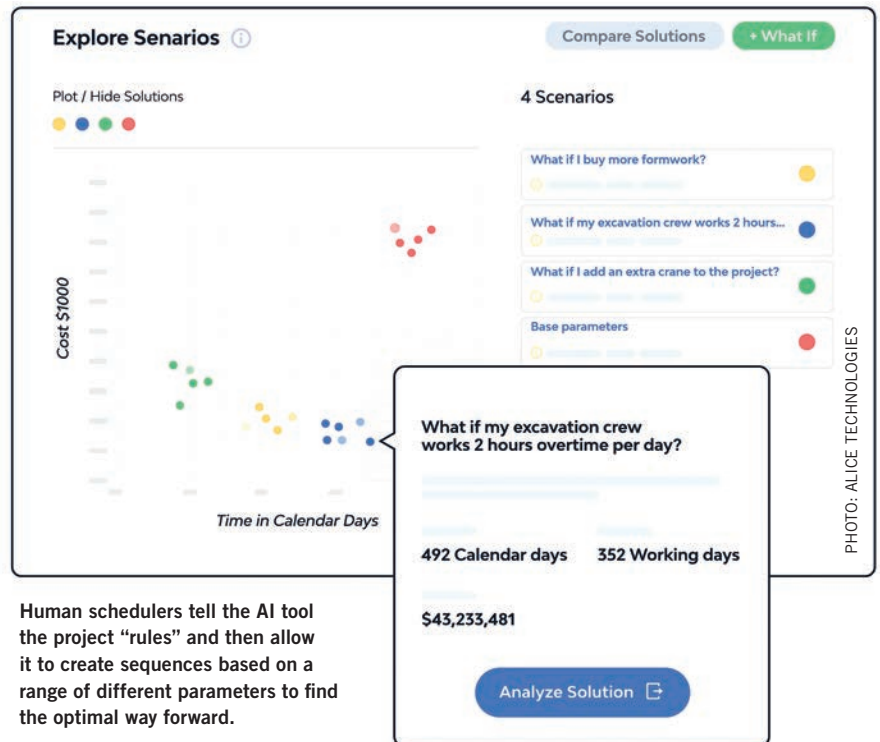 Explore Senarios
Compare Solutions
+ What If
Plot / Hide Solutions
4 Scenarios
What if I buy more formwork?
What if my excavation crew works 2 hours...
What if I add an extra crane to the project?
Base parameters
Cost $1000
Time in Calendar Days
What if my excavation crew
works 2 hours overtime per day?
492 Calendar days
352 Working days
$43,233,481
Analyze Solution
PHOTO: ALICE TECHNOLOGIES
Human schedulers tell the AI tool
the project “rules” and then allow
it to create sequences based on a
range of different parameters to find
the optimal way forward.